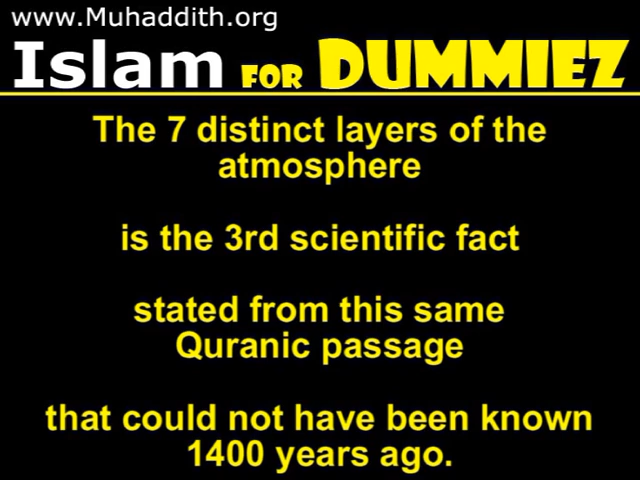 www.Muhaddith.org
Islam FOR DUMMIEZ
The 7 distinct layers of the
atmosphere
is the 3rd scientific fact
stated from this same
Quranic passage
that could not have been known
1400 years ago.